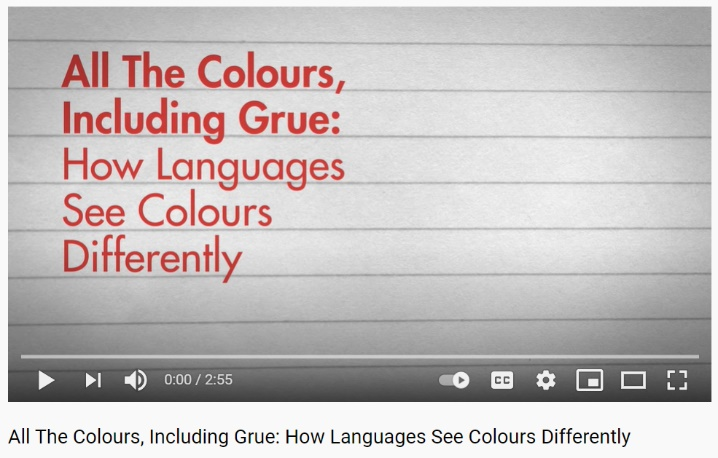 All The Colours,
Including Grue:
How Languages
See Colours
Differently
0:00 / 2:55
CC
All The Colours, Including Grue: How Languages See Colours Differently